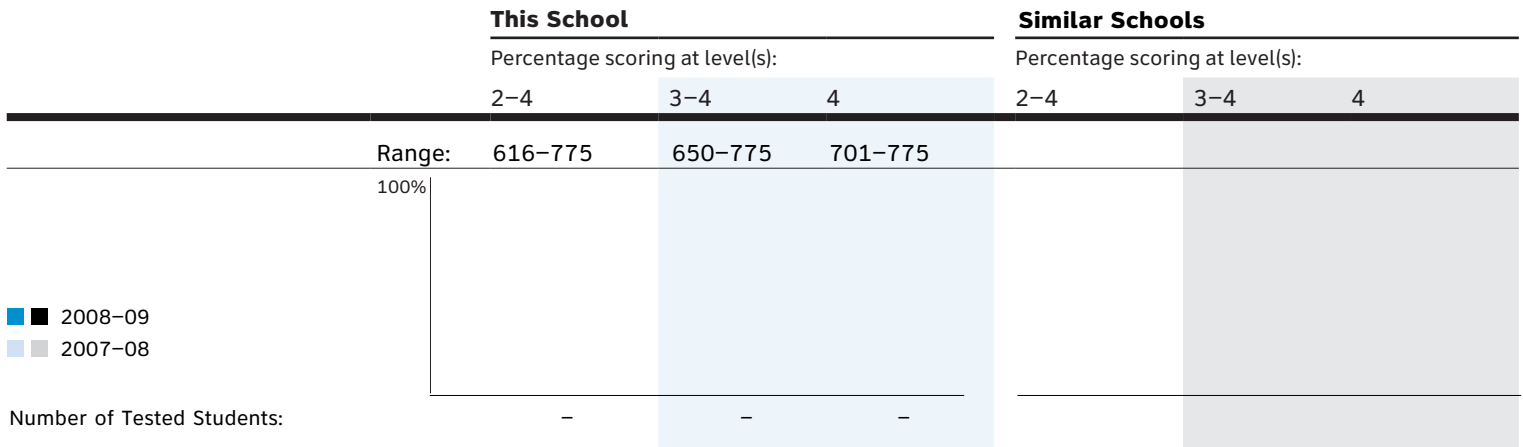 This School Similar Schools
Percentage scoring at level(s): Percentage scoring at level(s):
2–4 3–4 4 2–4 3–4 4
Range: 616–775 650–775 701–775
100%
2008–09
2007–08
Number of Tested Students: – – –